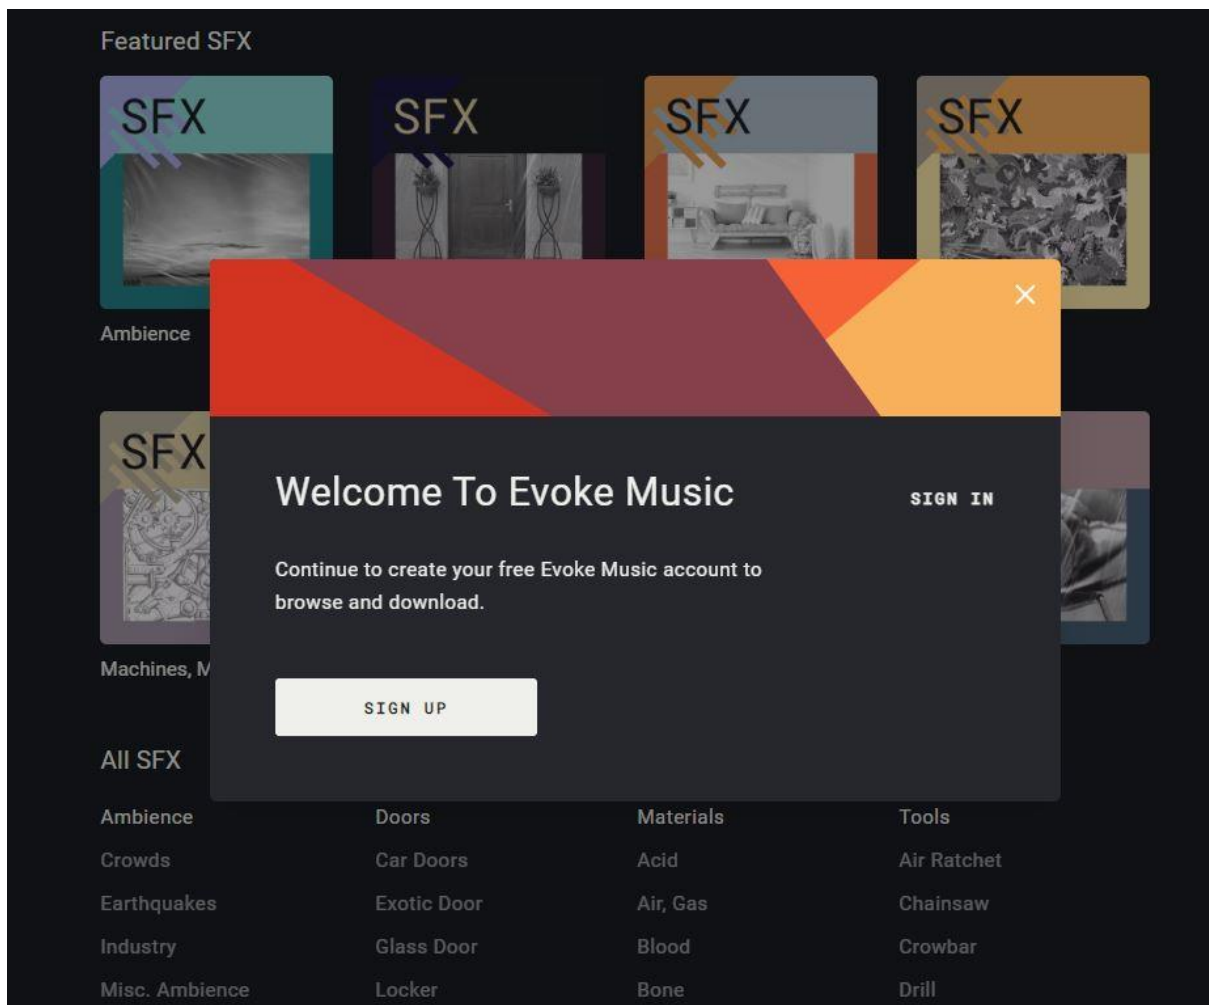 Featured SFX
SFX
SFX
SFX
SFX
Ambience
SFX
Welcome To Evoke Music
SIGN IN
Continue to create your free Evoke Music account to
browse and download.
Machines, M
SIGN UP
All SFX
Ambience
Doors
Materials
Tools
Crowds
Car Doors
Acid
Air Ratchet
Earthquakes
Exotic Door
Air, Gas
Chainsaw
Industry
Glass Door
Blood
Crowbar
Misc. Ambience
Locker
Bone
Drill